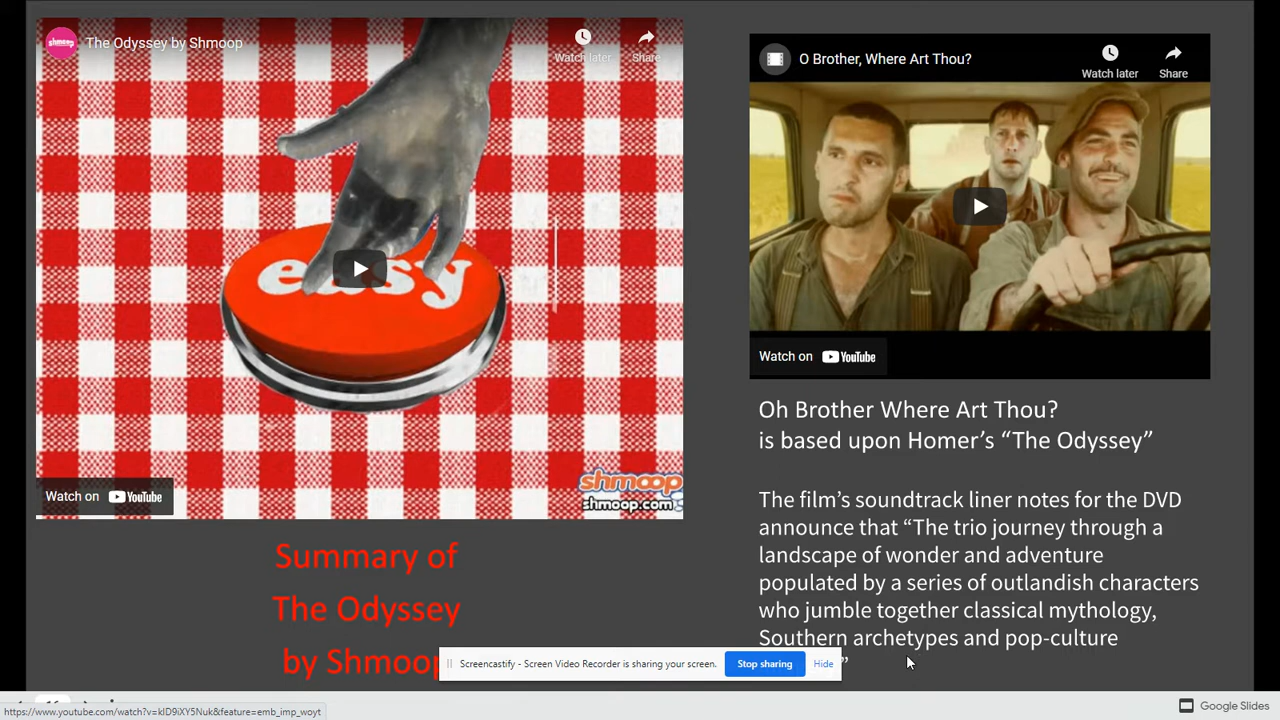 The Odyssey by Shmoop
Watch later
Share
easy
shmoop
shmoop.com
Watch on YouTube
Summary of
The Odyssey
by Shmoop
O Brother, Where Art Thou?
Watch later
Share
Watch on YouTube
Oh Brother Where Art Thou?
is based upon Homer’s “The Odyssey”
The film’s soundtrack liner notes for the DVD
announce that “The trio journey through a
landscape of wonder and adventure
populated by a series of outlandish characters
who jumble together classical mythology,
Southern archetypes and pop-culture
”
Screencastify - Screen Video Recorder is sharing your screen.
Stop sharing
Hide
https://www.youtube.com/watch?v=kID9iXY5Nuk&feature=emb_imp_woyt
Google Slides